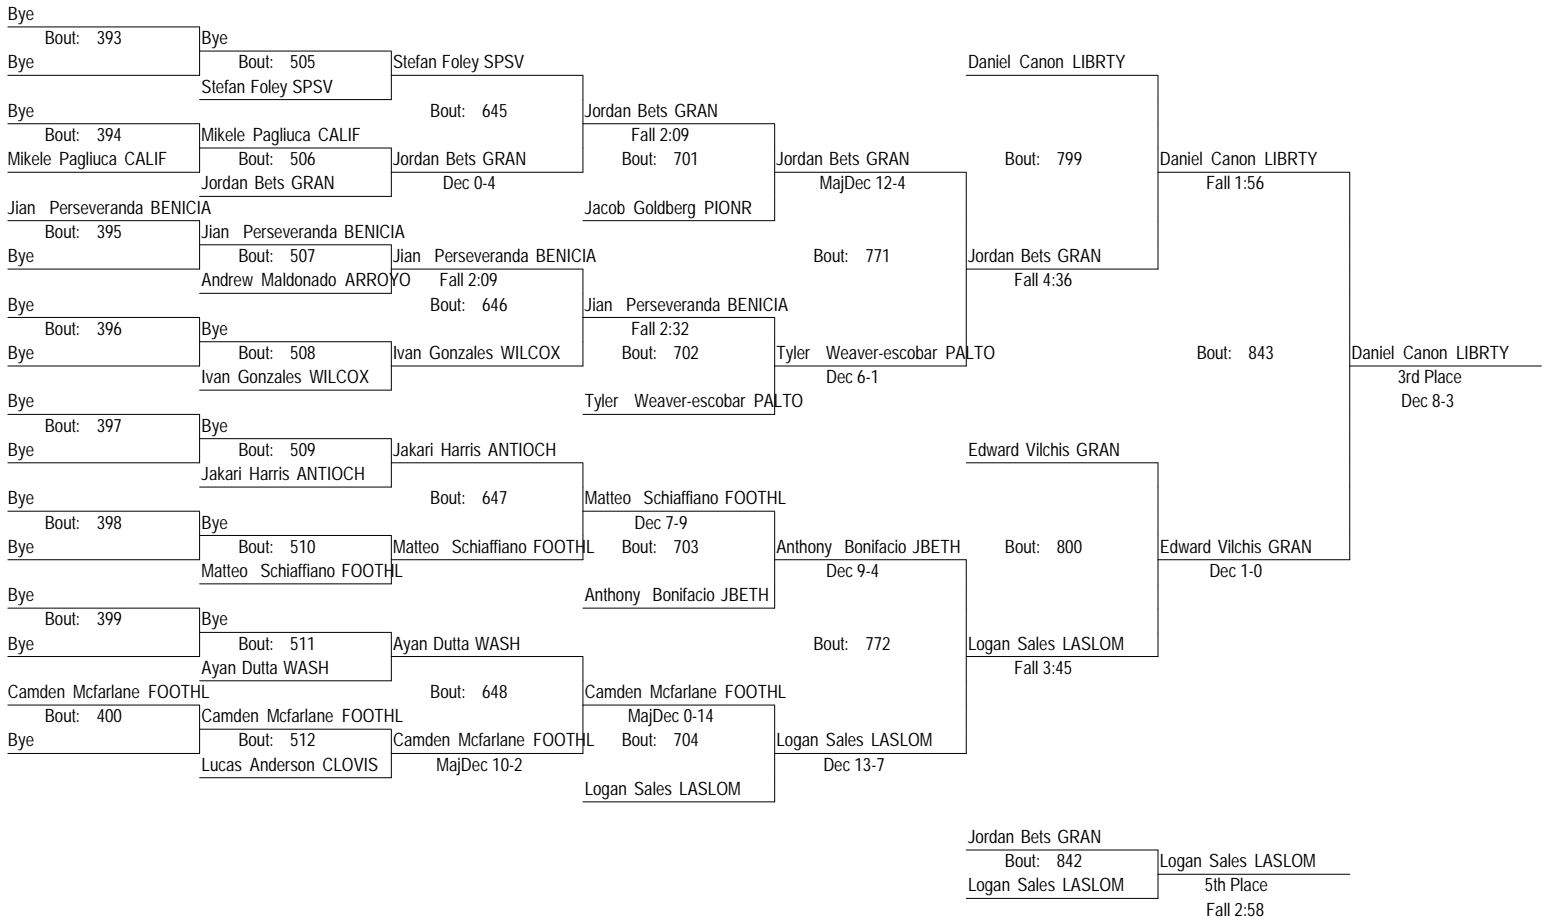 Bye
Bout: 393
Bye
Bye
Bout: 505
Stefan Foley SPSV
Stefan Foley SPSV
Daniel Canon LIBRTY
Bye
Bout: 394
Mikele Pagliuca CALIF
Mikele Pagliuca CALIF
Bout: 506
Jordan Bets GRAN
Bout: 645
Jordan Bets GRAN
Dec 0-4
Jordan Bets GRAN
Fall 2:09
Bout: 701
Jacob Goldberg PIONR
Jordan Bets GRAN
MajDec 12-4
Bout: 799
Daniel Canon LIBRTY
Fall 1:56
Jian Perseveranda BENICIA
Bout: 395
Bye
Jian Perseveranda BENICIA
Bout: 507
Andrew Maldonado ARROYO
Jian Perseveranda BENICIA
Fall 2:09
Bout: 646
Bout: 771
Jordan Bets GRAN
Fall 4:36
Bye
Bout: 396
Bye
Bye
Bout: 508
Ivan Gonzales WILCOX
Ivan Gonzales WILCOX
Jian Perseveranda BENICIA
Fall 2:32
Bout: 702
Tyler Weaver-escobar PALTO
Tyler Weaver-escobar PALTO
Dec 6-1
Bout: 843
Daniel Canon LIBRTY
3rd Place
Dec 8-3
Bye
Bout: 397
Bye
Bye
Bout: 509
Jakari Harris ANTIOCH
Jakari Harris ANTIOCH
Edward Vilchis GRAN
Bye
Bout: 398
Bye
Bye
Bout: 510
Matteo Schiaffiano FOOTHL
Bout: 647
Matteo Schiaffiano FOOTHL
Matteo Schiaffiano FOOTHL
Dec 7-9
Bout: 703
Anthony Bonifacio JBETH
Anthony Bonifacio JBETH
Dec 9-4
Bout: 800
Edward Vilchis GRAN
Dec 1-0
Bye
Bout: 399
Bye
Bye
Bout: 511
Ayan Dutta WASH
Ayan Dutta WASH
Bout: 772
Logan Sales LASLOM
Fall 3:45
Camden Mcfarlane FOOTHL
Bout: 400
Bye
Camden Mcfarlane FOOTHL
Bout: 512
Lucas Anderson CLOVIS
Bout: 648
Camden Mcfarlane FOOTHL
MajDec 10-2
Camden Mcfarlane FOOTHL
MajDec 0-14
Bout: 704
Logan Sales LASLOM
Logan Sales LASLOM
Dec 13-7
Jordan Bets GRAN
Bout: 842
Logan Sales LASLOM
Logan Sales LASLOM
5th Place
Fall 2:58